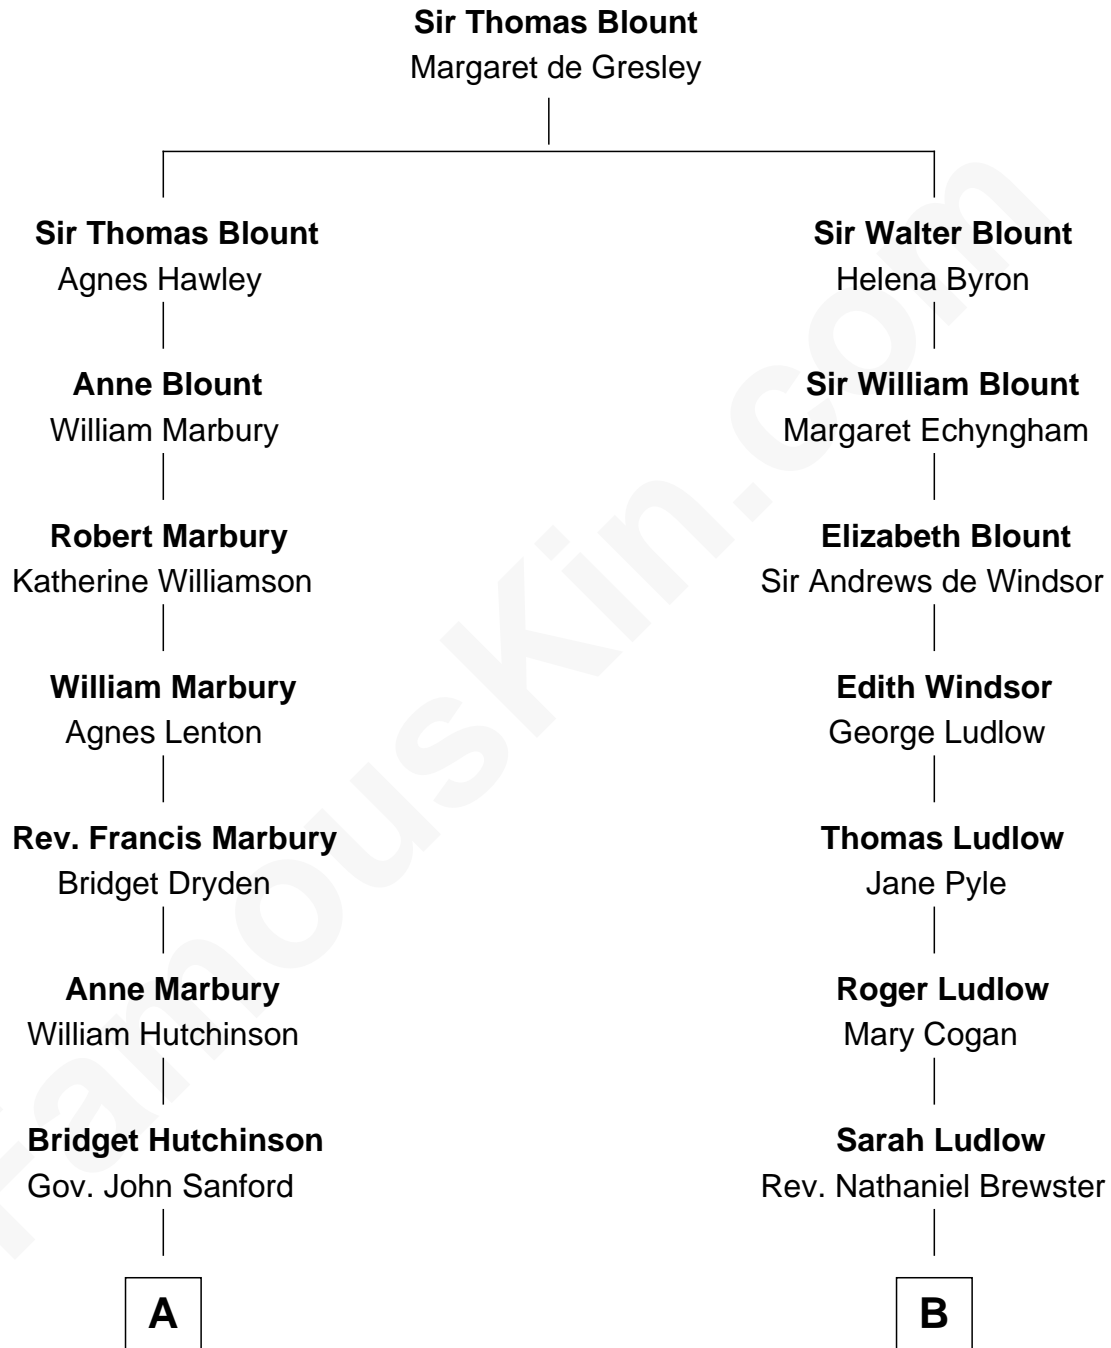 Sir Thomas Blount
Margaret de Gresley
Sir Thomas Blount
Agnes Hawley
Anne Blount
William Marbury
Robert Marbury
Katherine Williamson
William Marbury
Agnes Lenton
Rev. Francis Marbury
Bridget Dryden
Anne Marbury
William Hutchinson
Bridget Hutchinson
Gov. John Sanford
A
Sir Walter Blount
Helena Byron
Sir William Blount
Margaret Echyngham
Elizabeth Blount
Sir Andrews de Windsor
Edith Windsor
George Ludlow
Thomas Ludlow
Jane Pyle
Roger Ludlow
Mary Cogan
Sarah Ludlow
Rev. Nathaniel Brewster
B
FamousKin.com